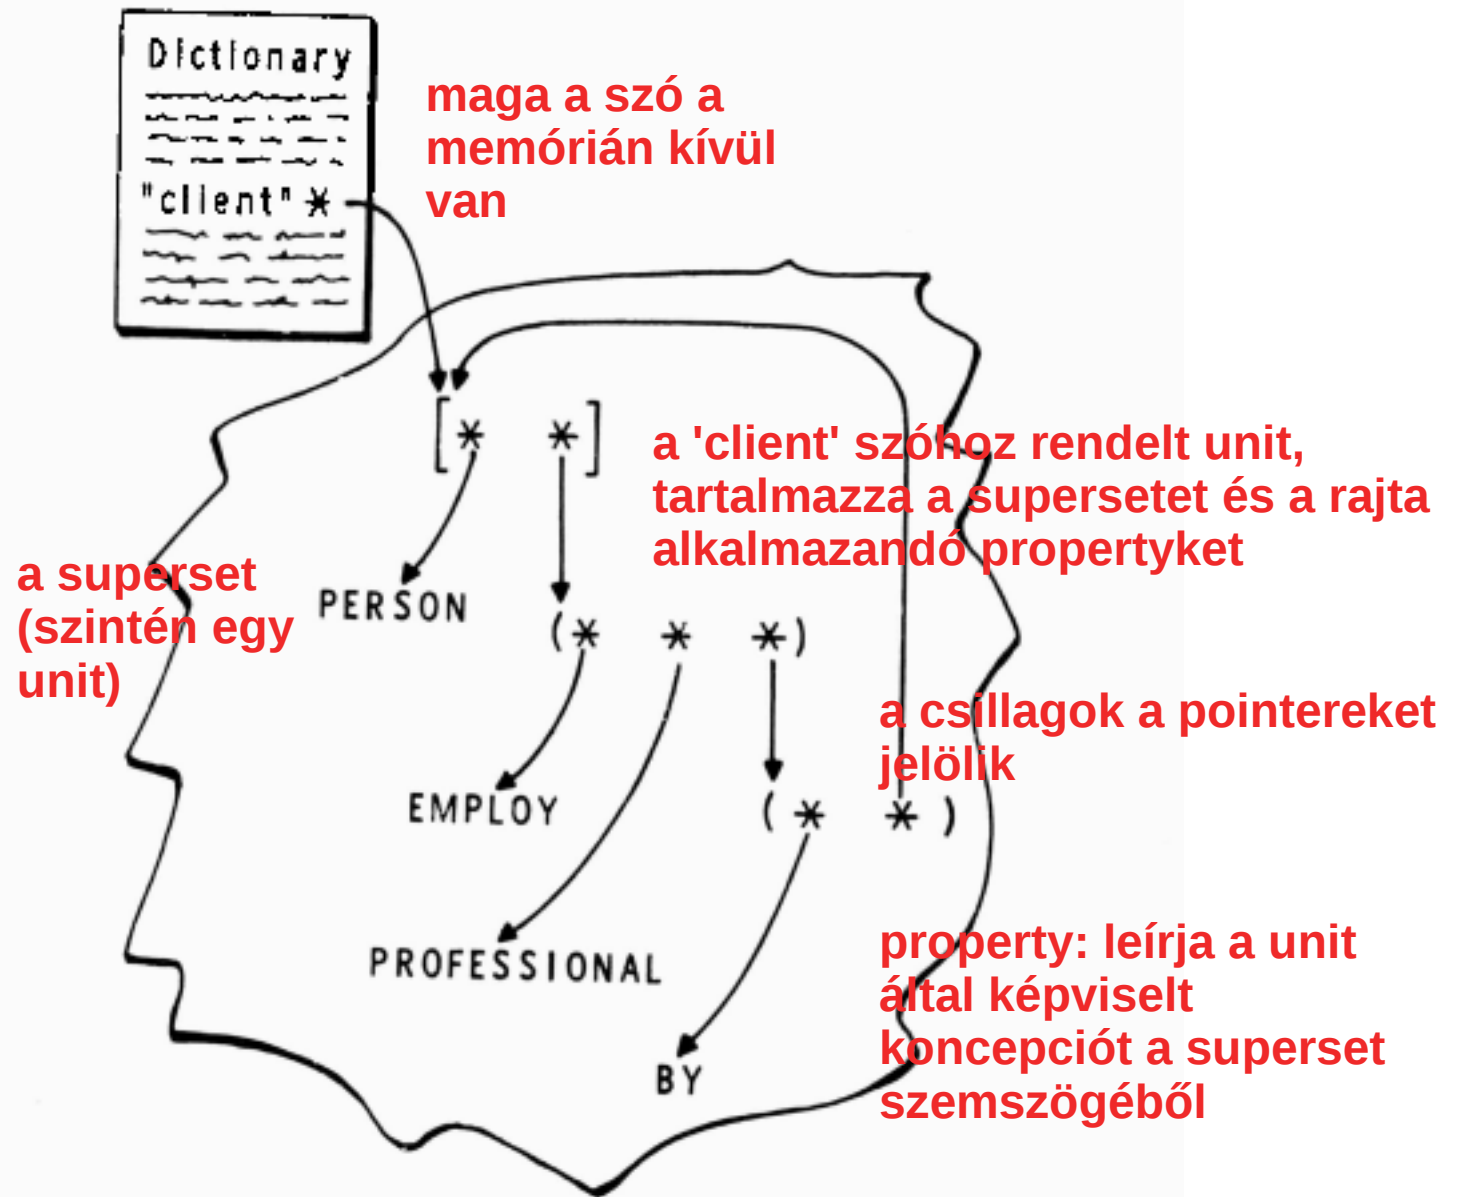 Dictionary
"client" *
maga a szó a
memórián kívül
van
[* *]
a 'client' szóhoz rendelt unit,
tartalmazza a supersetet és a rajta
alkalmazandó propertyket
a superset
(szintén egy
unit)
PERSON
(* * *)
a csillagok a pointereket
jelölik
EMPLOY
(* *)
PROFESSIONAL
property: leírja a unit
által képviselt
koncepciót a superset
szemszögéből
BY